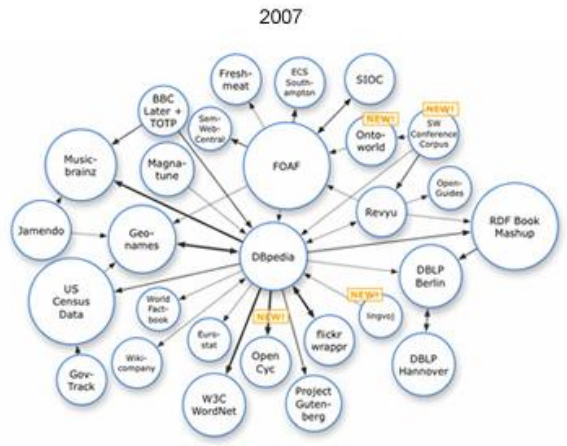 2007
Fresh-
meat
ECS
South-
ampton
SIOC
BBC
Later +
TOTP
Sem-
Web-
Central
FOAF
NEW!
Onto-
world
NEW!
SW
Conference
Corpus
Music-
brainz
Magna-
tune
Open-
Guides
Revyu
RDF Book
Mashup
Jamendo
Geo-
names
DBpedia
DBLP
Berlin
US
Census
Data
World
Fact-
book
NEW!
lingvoj
Euro-
stat
NEW!
Open
Cyc
flickr
wrappr
Wiki-
company
DBLP
Hannover
Gov-
Track
W3C
WordNet
Project
Guten-
berg